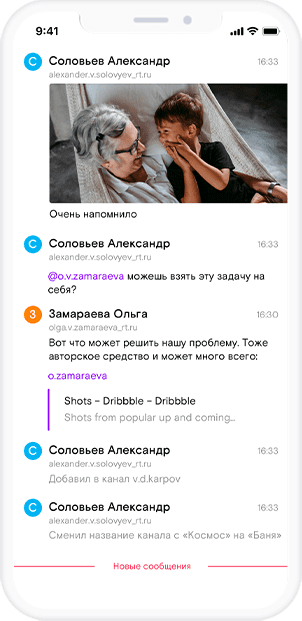 9:41
Соловьев Александр 16:33
alexander.v.solovyev_rt.ru
Очень напомнило
Соловьев Александр 16:33
alexander.v.solovyev_rt.ru
@o.v.zamaraeva можешь взять эту задачу на
себя?
Замараева Ольга 16:30
olga.v.zamaraeva_rt.ru
Вот что может решить нашу проблему. Тоже
авторское средство и может много всего:
o.zamaraeva
Shots – Dribbble – Dribbble
Shots from popular up and coming...
Соловьев Александр 16:33
alexander.v.solovyev_rt.ru
Добавил в канал v.d.karpov
Соловьев Александр 16:33
alexander.v.solovyev_rt.ru
Сменил название канала с «Космос» на «Баня»
Новые сообщения